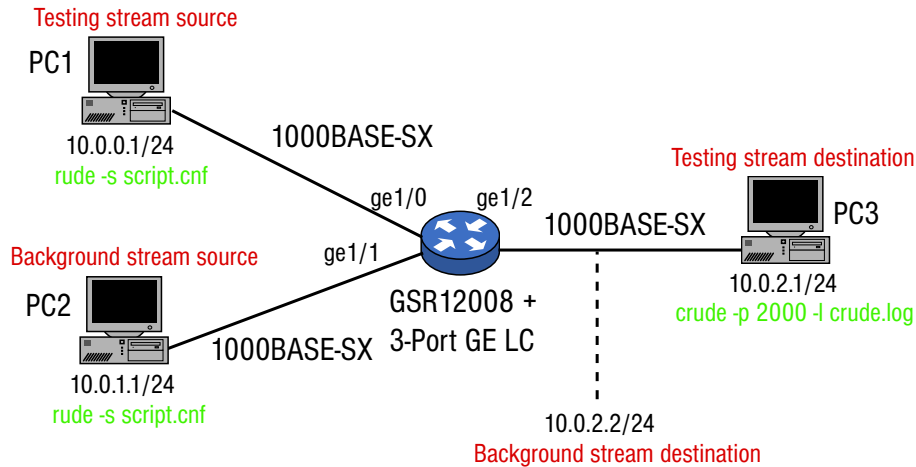 Testing stream source
PC1
10.0.0.1/24
rude -s script.cnf
1000BASE-SX
ge1/0
ge1/2
ge1/1
Testing stream destination
PC3
1000BASE-SX
10.0.2.1/24
crude -p 2000 -l crude.log
Background stream source
PC2
10.0.1.1/24
rude -s script.cnf
1000BASE-SX
GSR12008 +
3-Port GE LC
10.0.2.2/24
Background stream destination